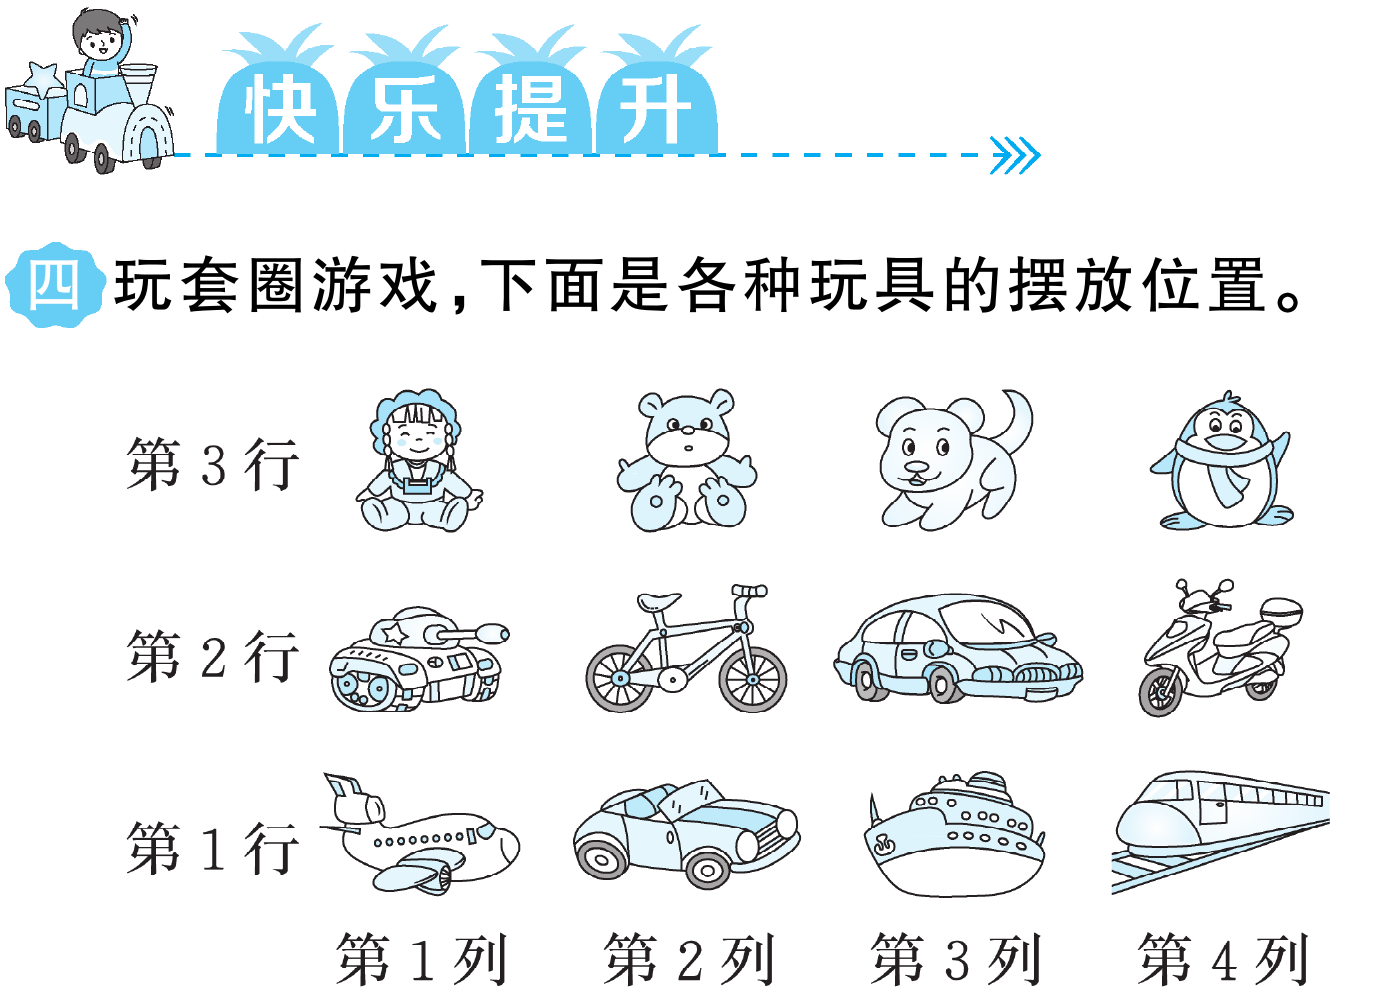 快乐提升
四 玩套圈游戏,下面是各种玩具的摆放位置。
第3行
第2行
第1行
第1列 第2列 第3列 第4列